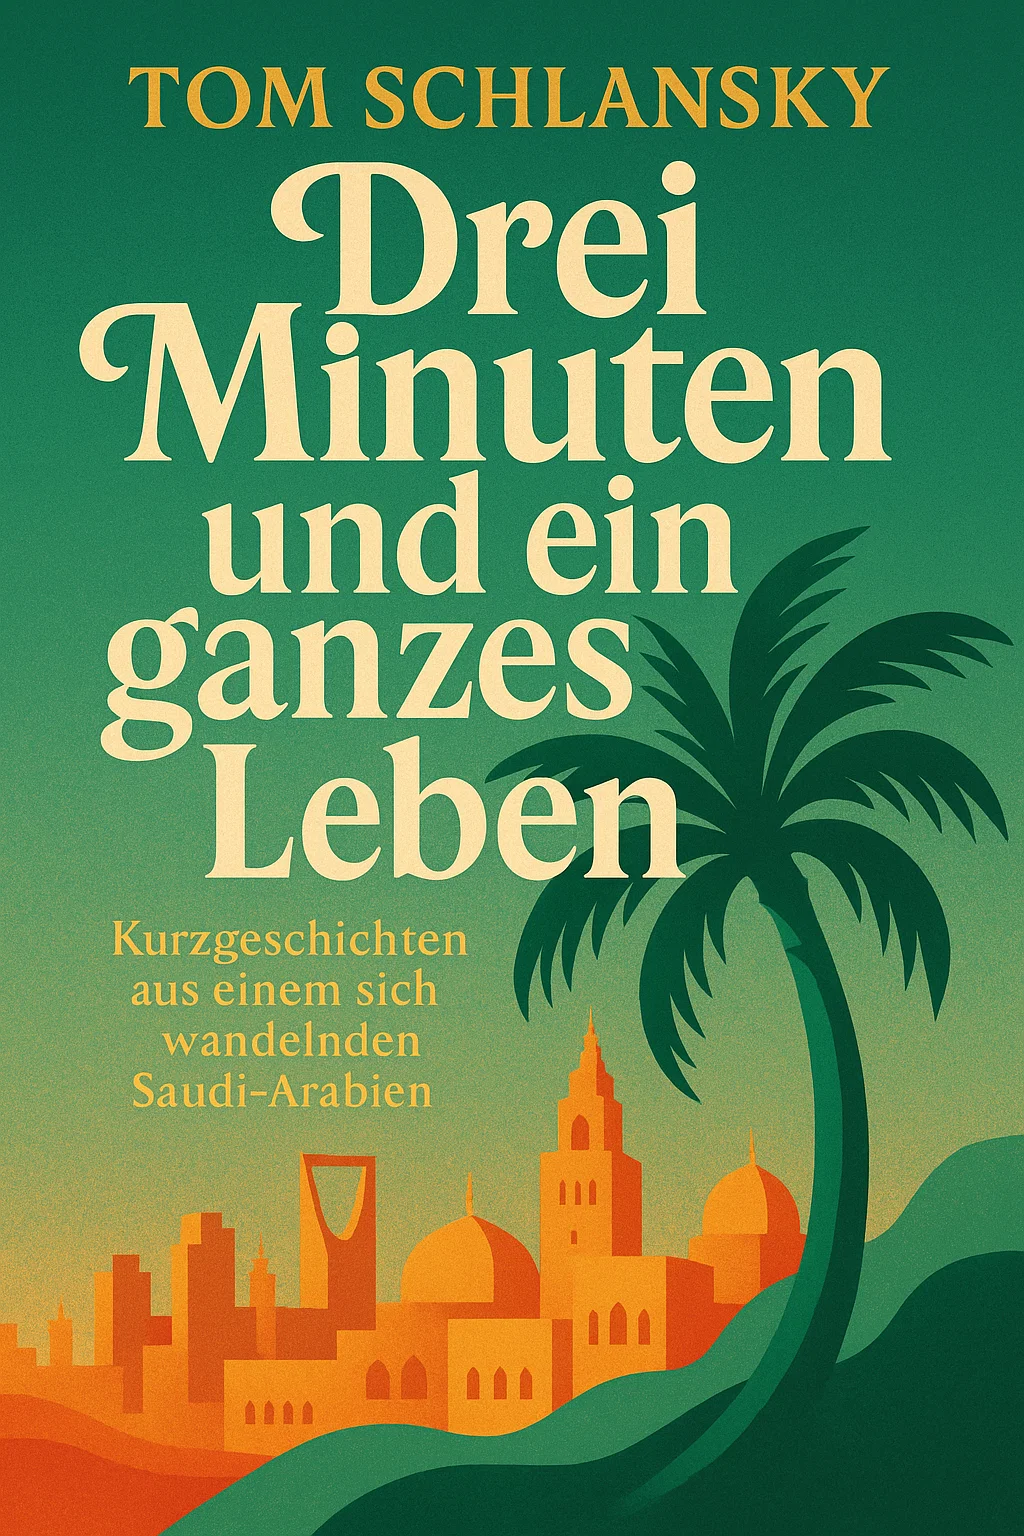 TOM SCHLANSKY
Drei
Minuten
und ein
ganzes
Leben
Kurzgeschichten
aus einem sich
wandelnden
Saudi-Arabien